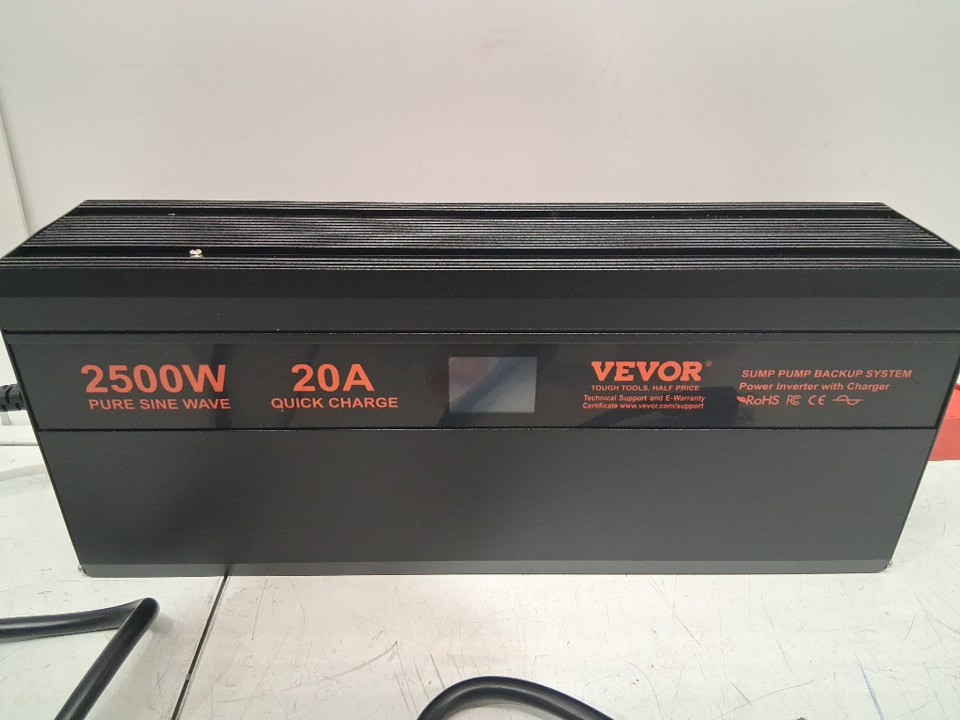 2500W
PURE SINE WAVE
20A
QUICK CHARGE
VEVOR®
TOUGH TOOLS, HALF PRICE
Technical Support and E-Warranty
Certificate www.vevor.com/support
SUMP PUMP BACKUP SYSTEM
Power Inverter with Charger
RoHS FC CE